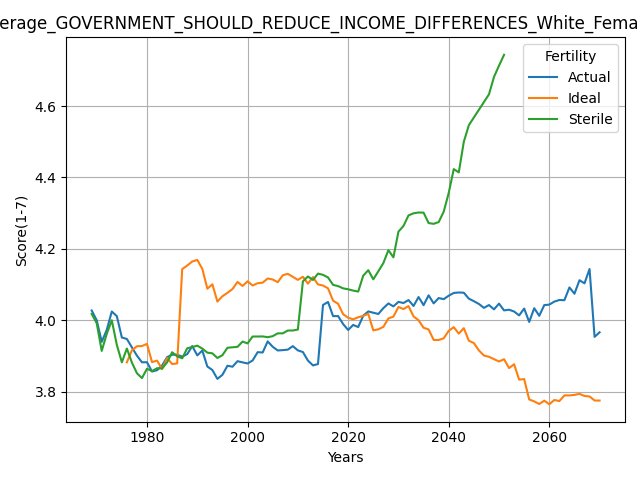 erage_GOVERNMENT_SHOULD_REDUCE_INCOME_DIFFERENCES_White_Fema
Fertility
Actual
Ideal
Sterile
Score(1-7)
4.6
4.4
4.2
4.0
3.8
1980 2000 2020 2040 2060
Years